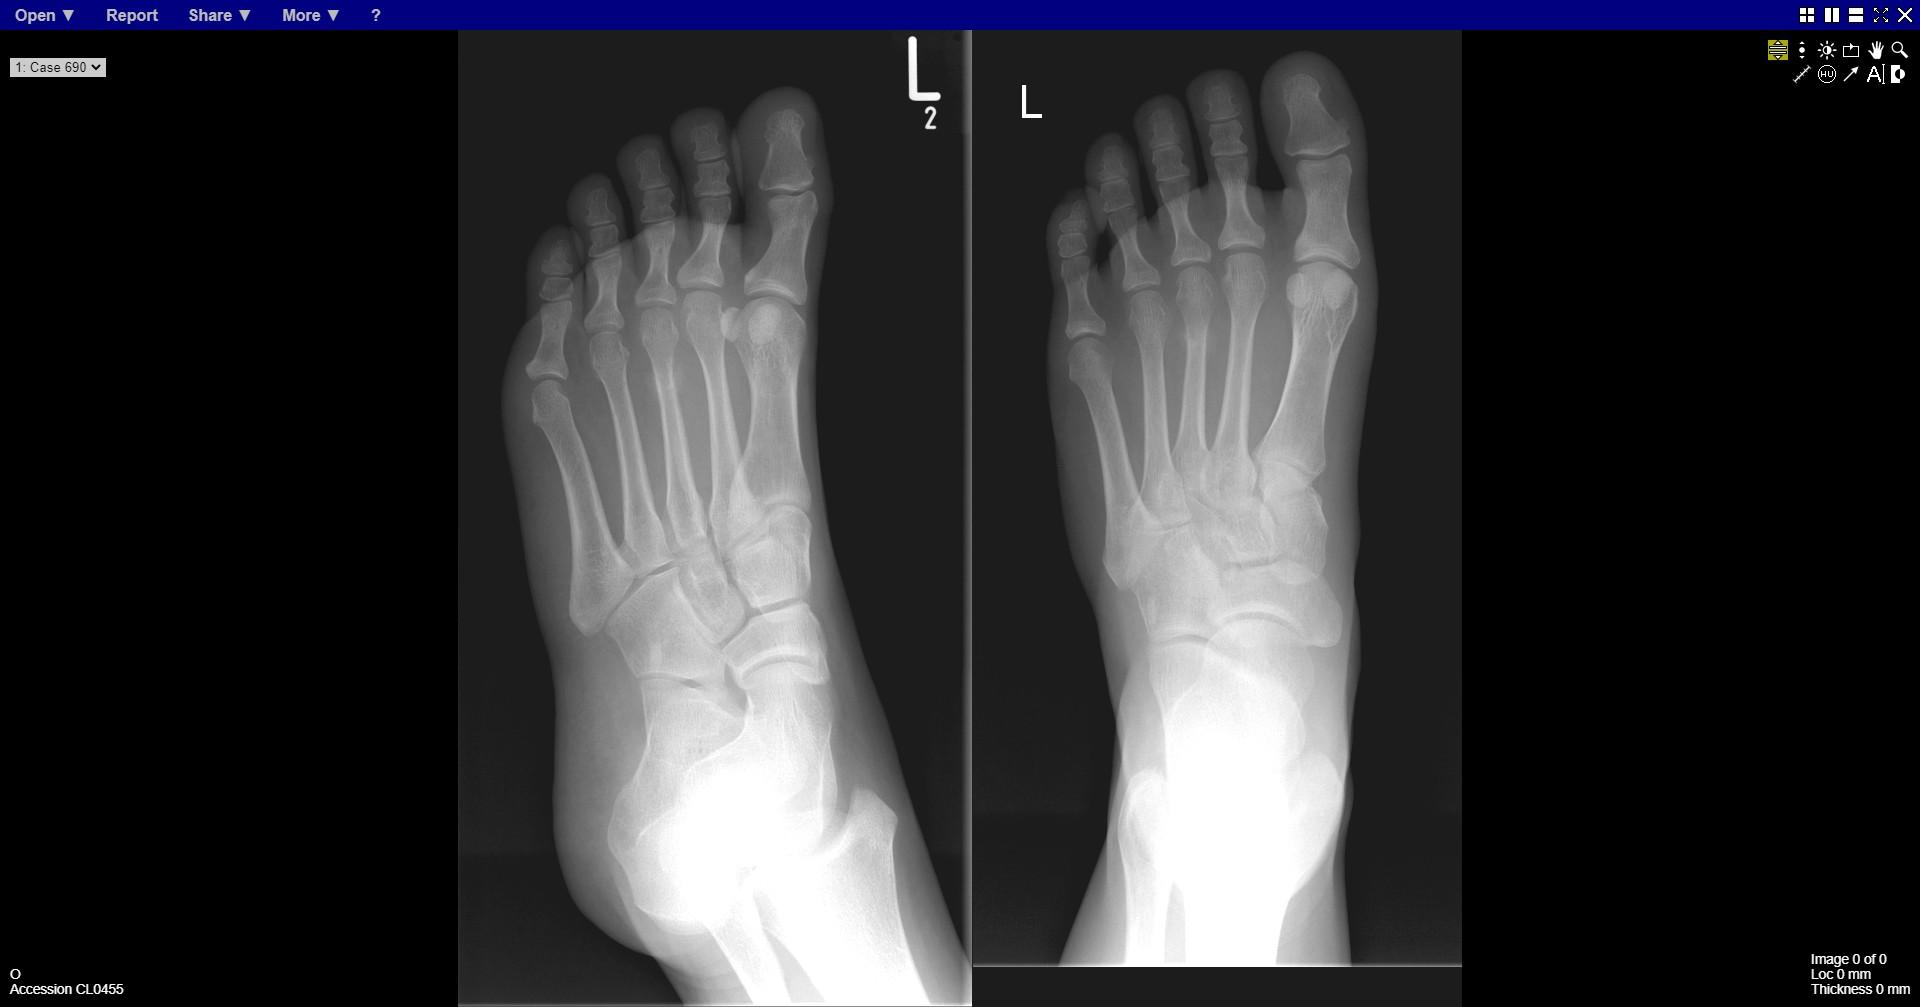 Open ▼ Report Share ▼ More ▼ ?
1: Case 690
L
2
L
HU
A
O
Accession CL0455
Image 0 of 0
Loc 0 mm
Thickness 0 mm